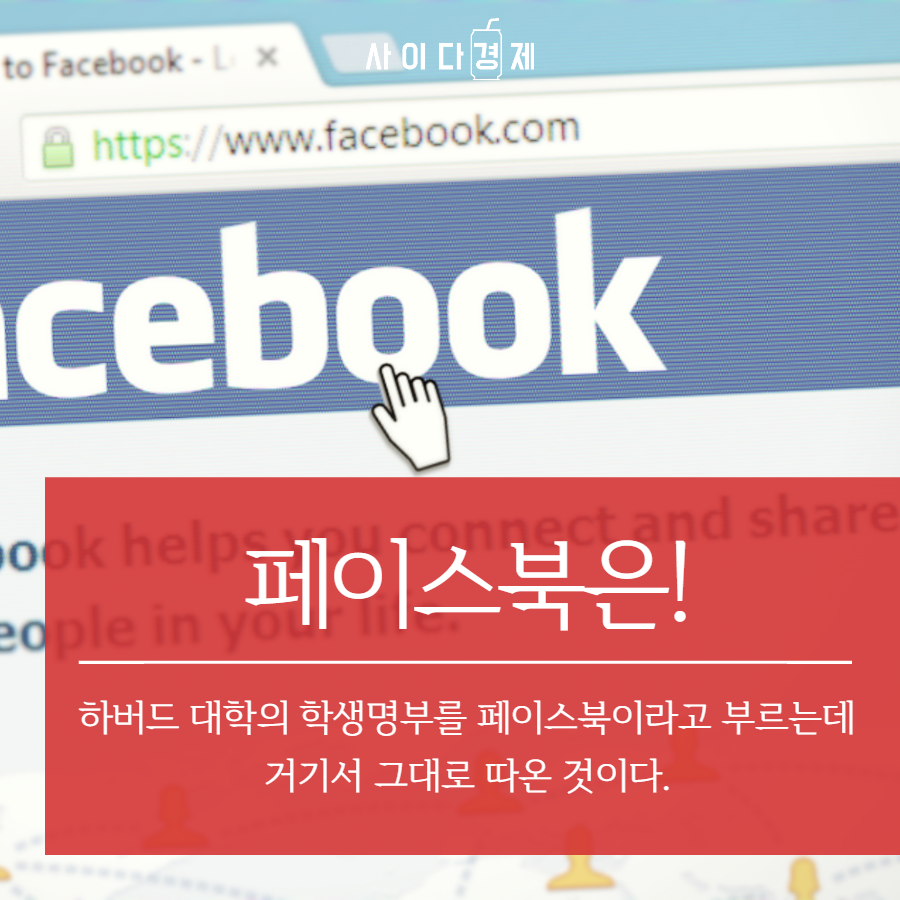 to Facebook - L
사이다경제
https://www.facebook.com
acebook
페이스북은!
book helps you connect and share
people in your life.
하버드 대학의 학생명부를 페이스북이라고 부르는데
거기서 그대로 따온 것이다.